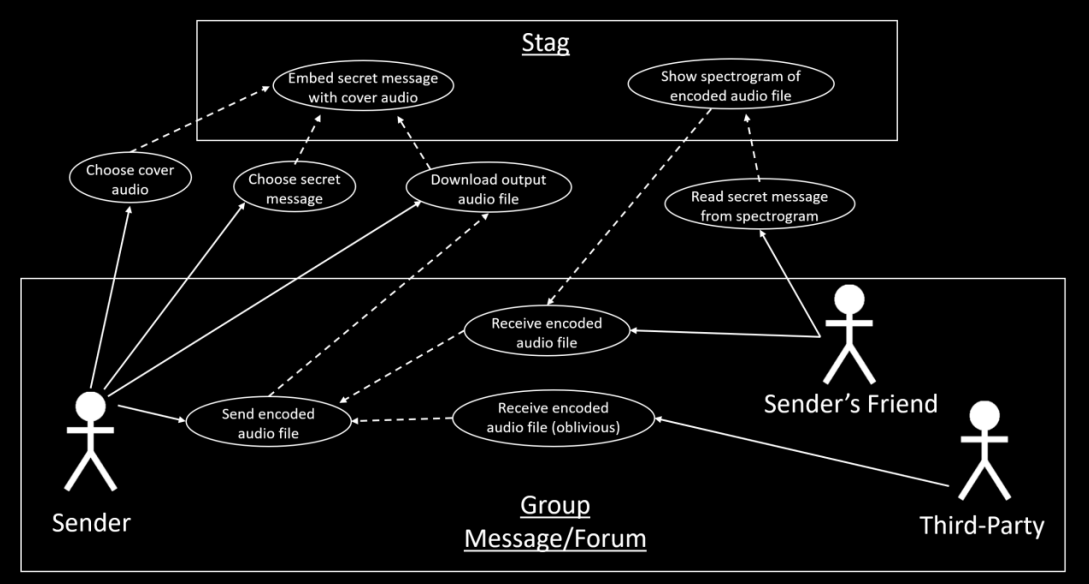 Stag
Embed secret message
with cover audio
Show spectrogram of
encoded audio file
Choose cover
audio
Choose secret
message
Download output
audio file
Read secret message
from spectrogram
Receive encoded
audio file
Sender's Friend
Send encoded
audio file
Receive encoded
audio file (oblivious)
Sender
Group
Message/Forum
Third-Party